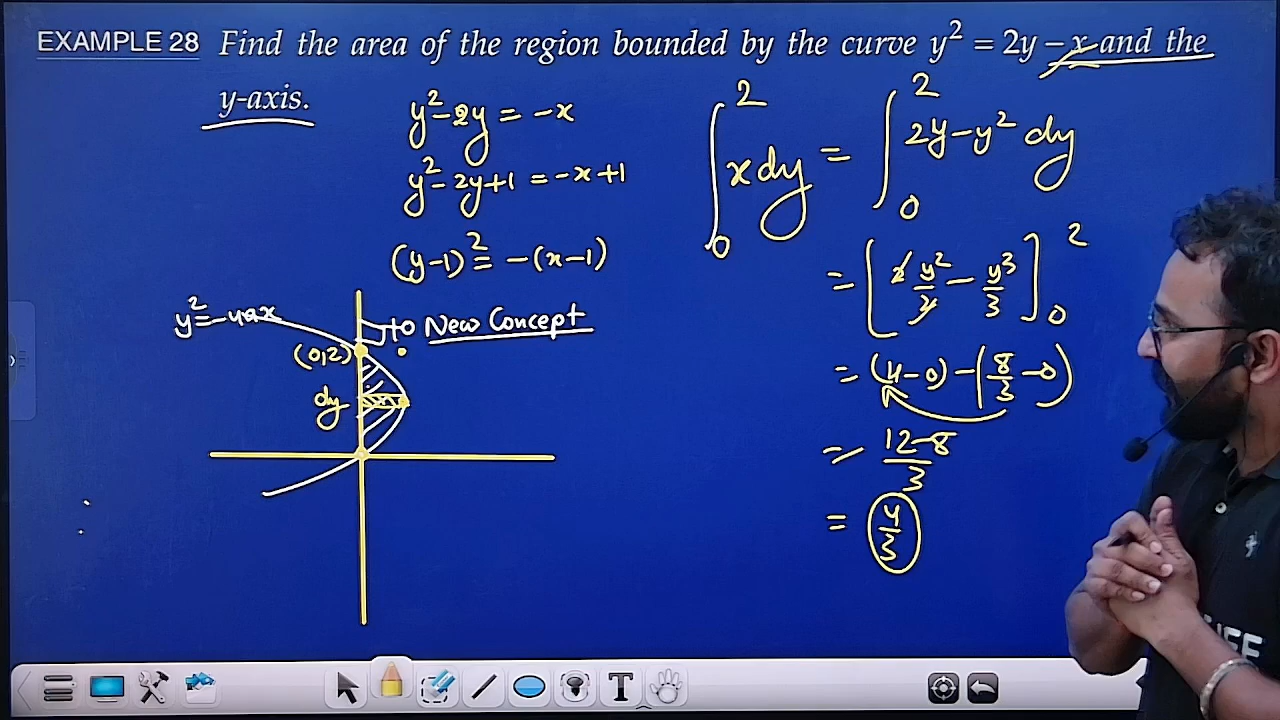 EXAMPLE 28 Find the area of the region bounded by the curve y² = 2y – x and the
y-axis.
y² - 2y = -x
y² - 2y + 1 = -x + 1
(y-1)² = -(x-1)
y² = -4ax
New Concept
(0,2)
dy
∫₀² x dy = ∫₀² 2y - y² dy
= [2 y²/2 - y³/3]₀²
= (4-0) - (8/3 - 0)
= 12-8/3
= 4/3
T